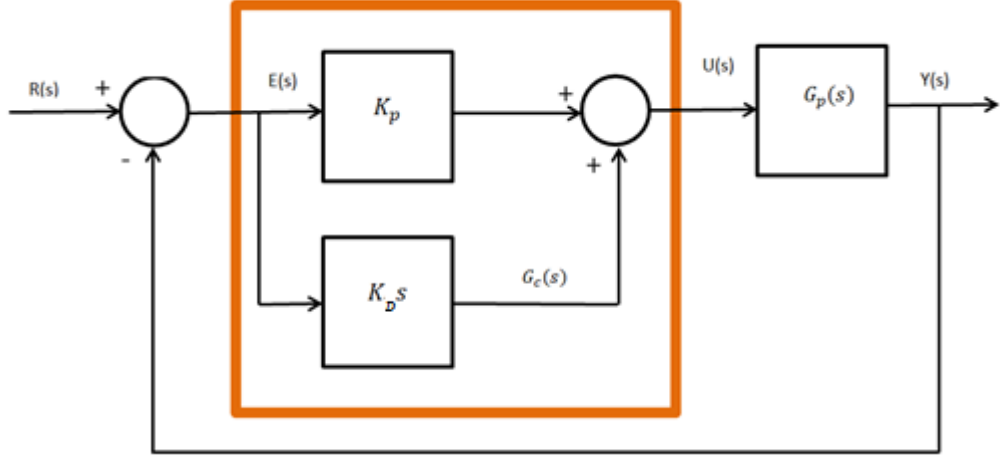 R(s)
+
-
E(s)
K_p
+
+
U(s)
G_p(s)
Y(s)
K_D s
G_c(s)